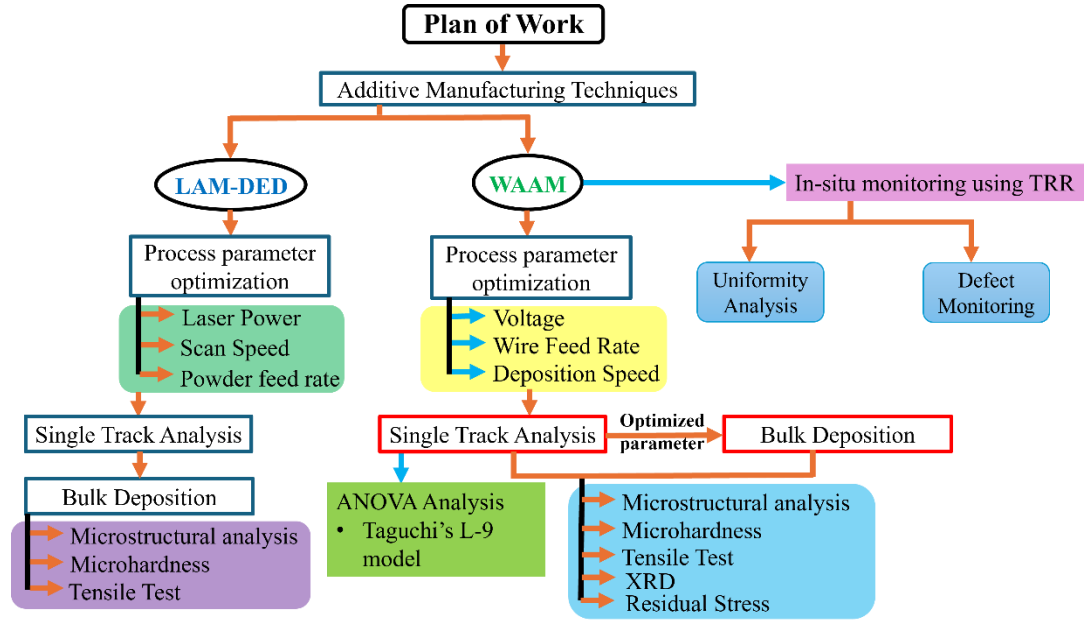 Plan of Work
Additive Manufacturing Techniques
LAM-DED
WAAM
In-situ monitoring using TRR
Process parameter
optimization
Process parameter
optimization
Uniformity
Analysis
Defect
Monitoring
Laser Power
Scan Speed
Powder feed rate
Voltage
Wire Feed Rate
Deposition Speed
Single Track Analysis
Single Track Analysis
Optimized
parameter
Bulk Deposition
Bulk Deposition
Microstructural analysis
Microhardness
Tensile Test
ANOVA Analysis
• Taguchi's L-9
model
Microstructural analysis
Microhardness
Tensile Test
XRD
Residual Stress